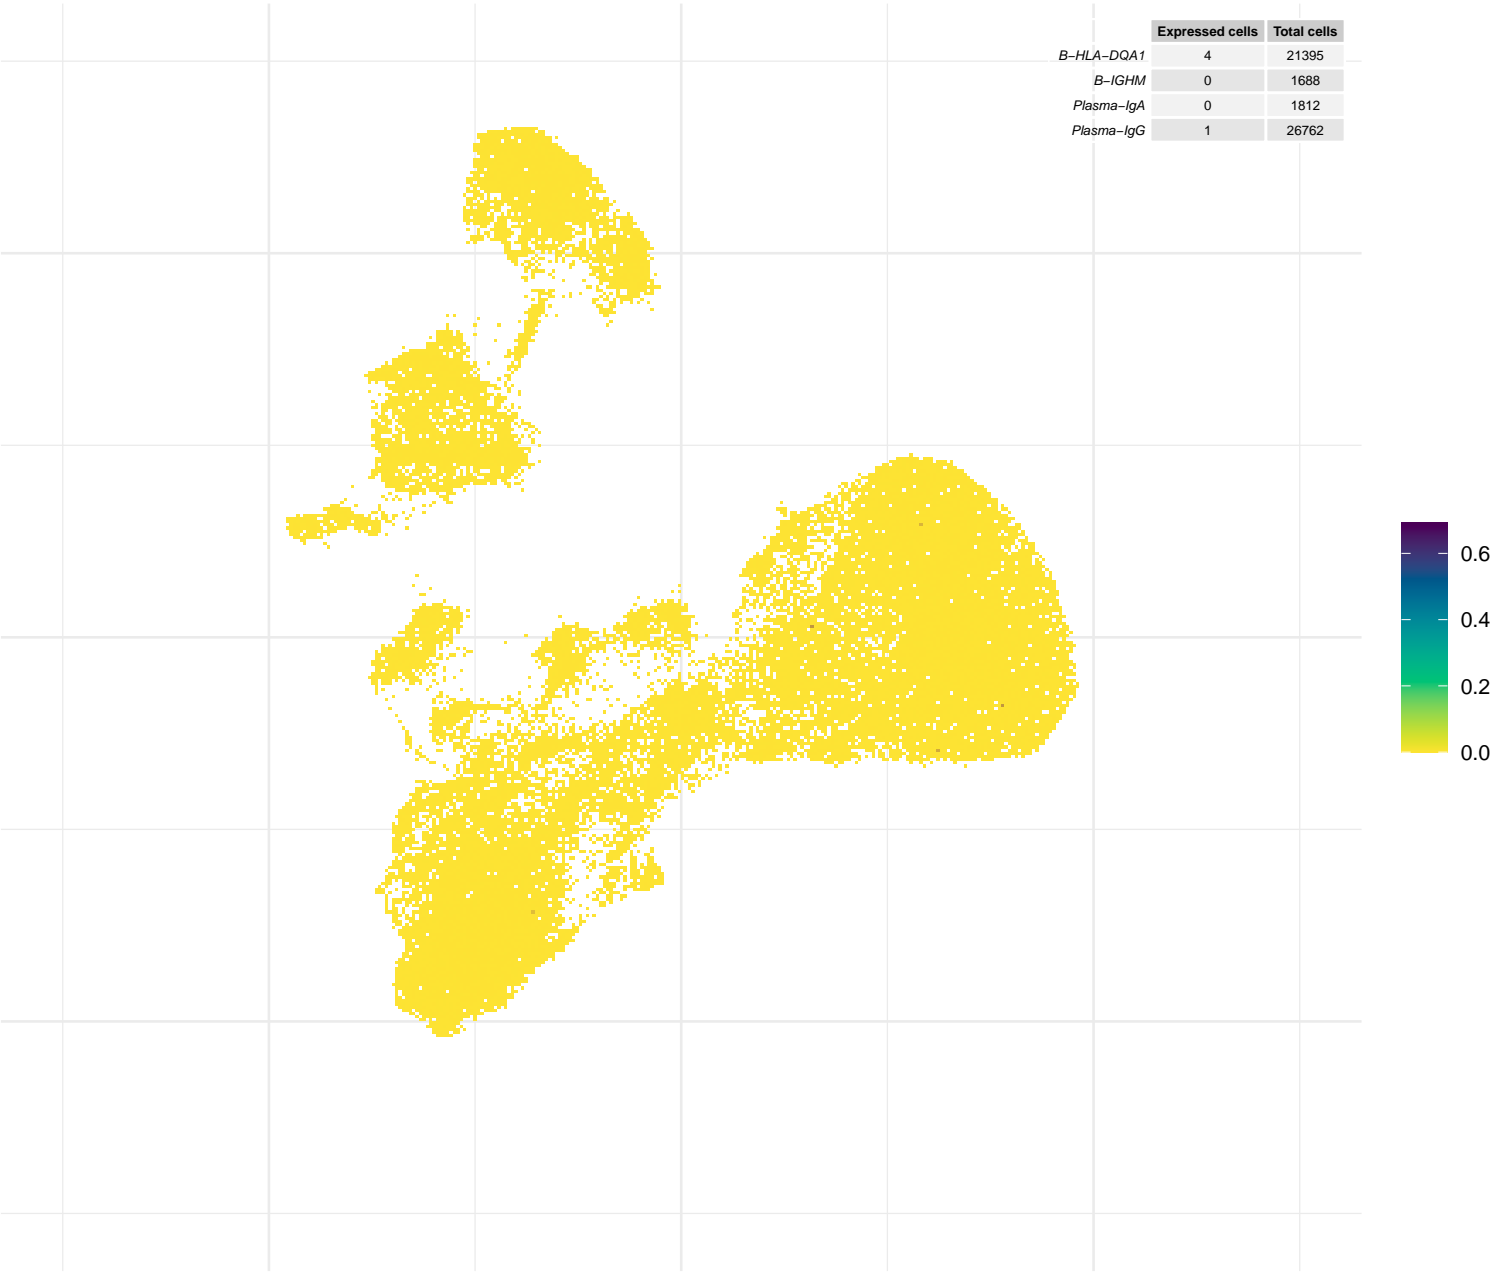 Expressed cells Total cells
B−HLA−DQA1 4 21395
B−IGHM 0 1688
Plasma−IgA 0 1812
Plasma−IgG 1 26762
0.6
0.4
0.2
0.0